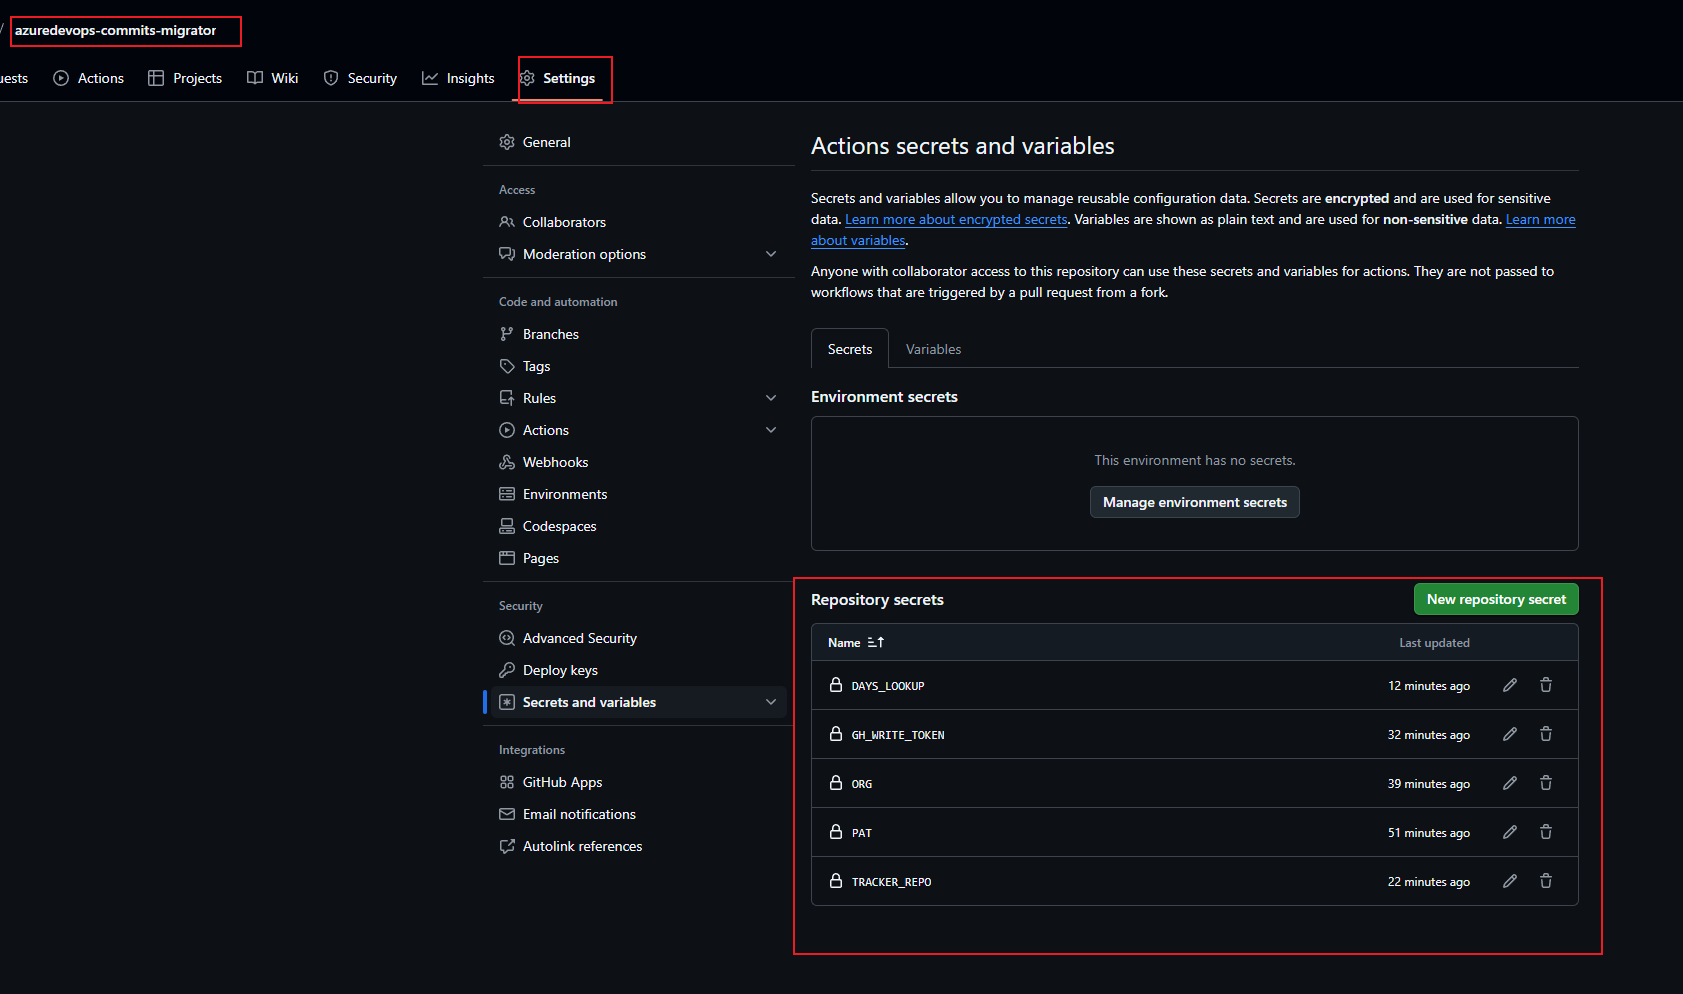 / azuredevops-commits-migrator
uests Actions Projects Wiki Security Insights Settings
General
Access
Collaborators
Moderation options
Code and automation
Branches
Tags
Rules
Actions
Webhooks
Environments
Codespaces
Pages
Security
Advanced Security
Deploy keys
Secrets and variables
Integrations
GitHub Apps
Email notifications
Autolink references
Actions secrets and variables
Secrets and variables allow you to manage reusable configuration data. Secrets are encrypted and are used for sensitive
data. Learn more about encrypted secrets. Variables are shown as plain text and are used for non-sensitive data. Learn more
about variables.
Anyone with collaborator access to this repository can use these secrets and variables for actions. They are not passed to
workflows that are triggered by a pull request from a fork.
Secrets Variables
Environment secrets
This environment has no secrets.
Manage environment secrets
Repository secrets New repository secret
Name Last updated
DAYS_LOOKUP 12 minutes ago
GH_WRITE_TOKEN 32 minutes ago
ORG 39 minutes ago
PAT 51 minutes ago
TRACKER_REPO 22 minutes ago